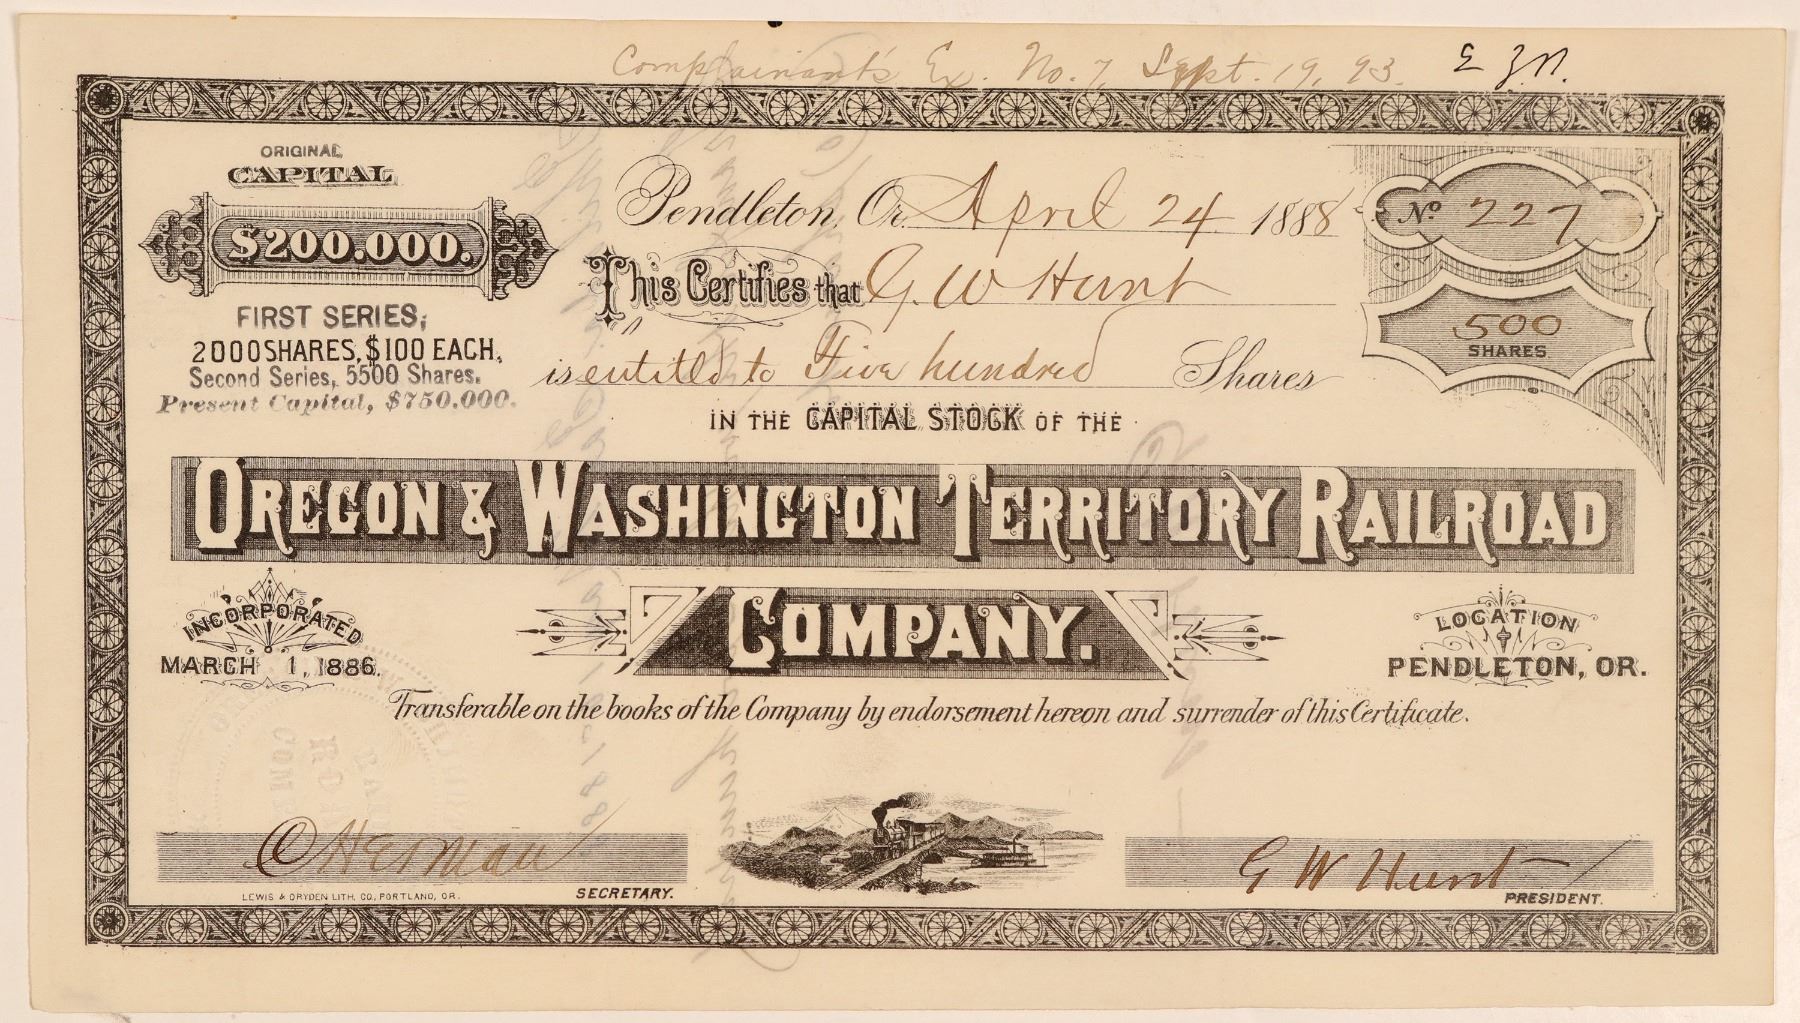 Complainant's Ex. No. 7, Sept. 19, 93.
ORIGINAL
CAPITAL
$200.000.
FIRST SERIES,
2000 SHARES, $100 EACH,
Second Series, 5500 Shares.
Present Capital, $750.000.
Pendleton, Or. April 24 1888
No 227
This Certifies that G. W Hunt
500
SHARES
is entitled to Five hundred Shares
IN THE CAPITAL STOCK OF THE
OREGON & WASHINGTON TERRITORY RAILROAD
COMPANY.
INCORPORATED
MARCH 1, 1886.
LOCATION
PENDLETON, OR.
Transferable on the books of the Company by endorsement hereon and surrender of this Certificate.
G W Hunt
SECRETARY.
PRESIDENT.
LEWIS & DRYDEN LITH. CO., PORTLAND, OR.